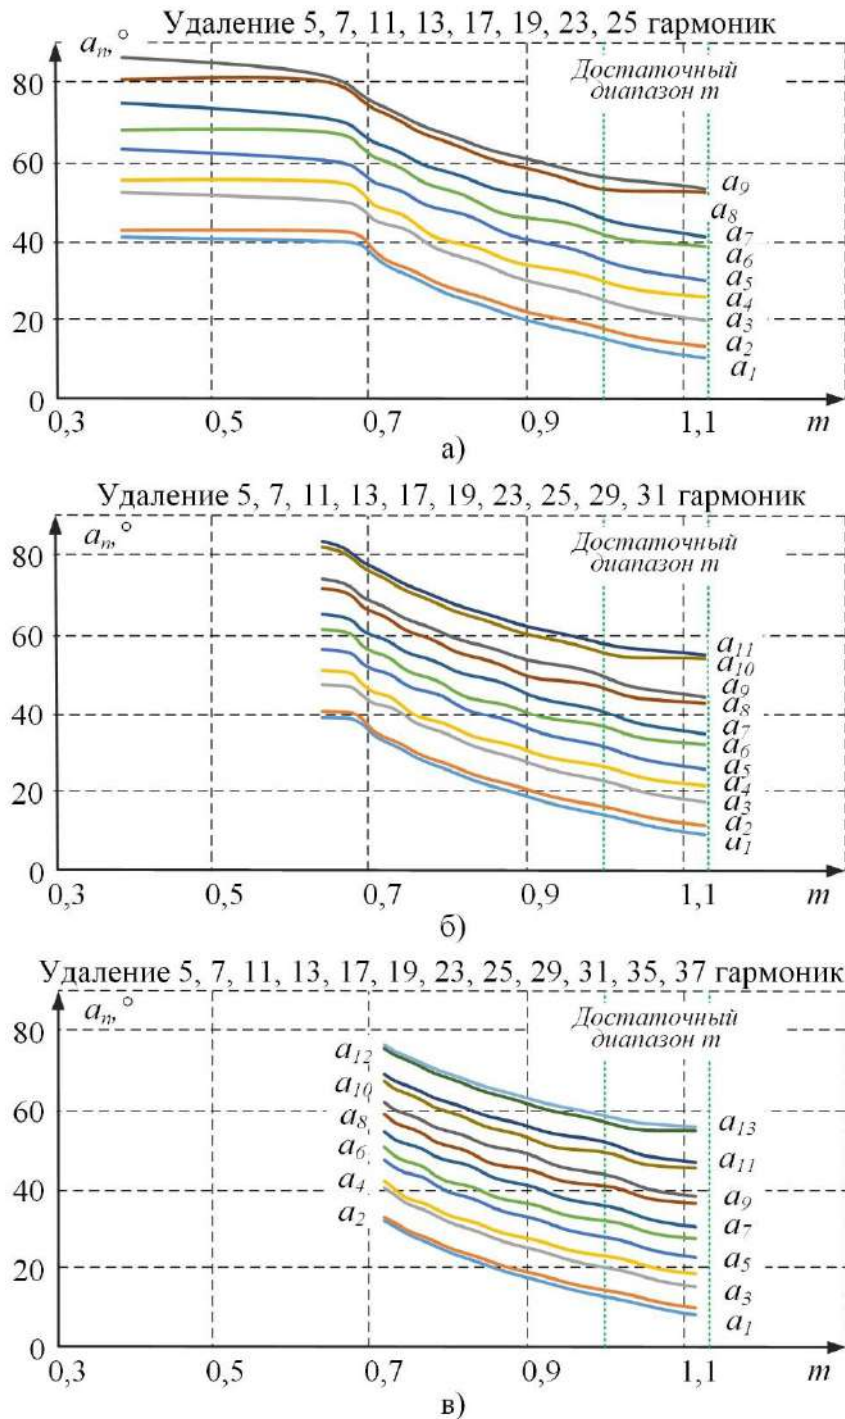 Удаление 5, 7, 11, 13, 17, 19, 23, 25 гармоник
aₙ,°
Достаточный
диапазон m
80
60
40
20
0
a₉
a₈
a₇
a₆
a₅
a₄
a₃
a₂
a₁
0,3 0,5 0,7 0,9 1,1 m
а)
Удаление 5, 7, 11, 13, 17, 19, 23, 25, 29, 31 гармоник
aₙ,°
Достаточный
диапазон m
80
60
40
20
0
a₁₁
a₁₀
a₉
a₈
a₇
a₆
a₅
a₄
a₃
a₂
a₁
0,3 0,5 0,7 0,9 1,1 m
б)
Удаление 5, 7, 11, 13, 17, 19, 23, 25, 29, 31, 35, 37 гармоник
aₙ,°
Достаточный
диапазон m
80
60
40
20
0
a₁₂
a₁₀
a₈
a₆
a₄
a₂
a₁₃
a₁₁
a₉
a₇
a₅
a₃
a₁
0,3 0,5 0,7 0,9 1,1 m
в)